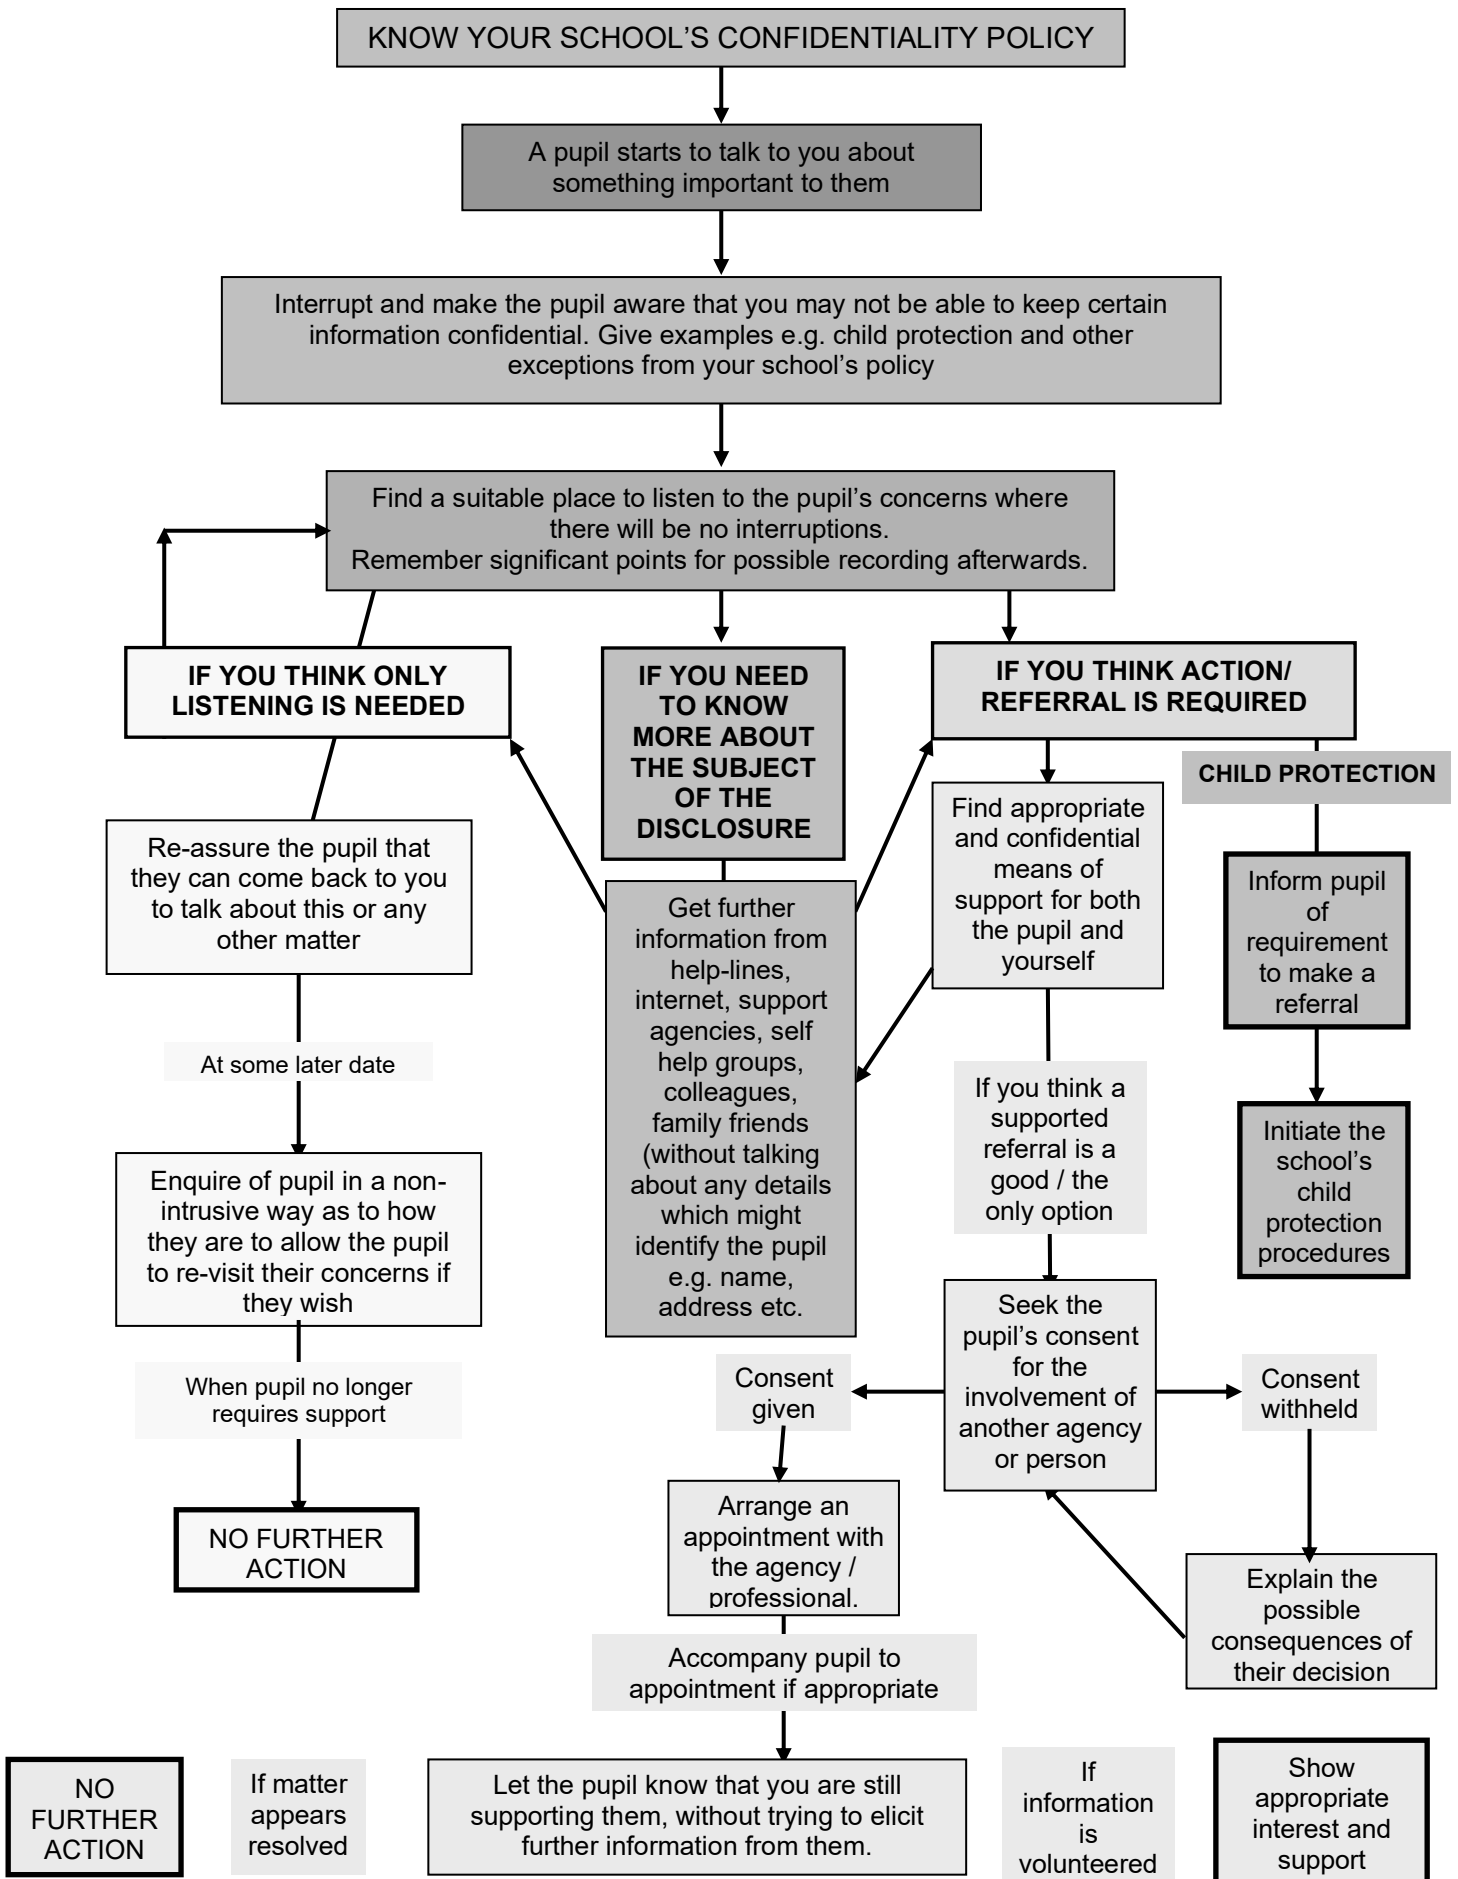 KNOW YOUR SCHOOL’S CONFIDENTIALITY POLICY
A pupil starts to talk to you about
something important to them
Interrupt and make the pupil aware that you may not be able to keep certain
information confidential. Give examples e.g. child protection and other
exceptions from your school’s policy
Find a suitable place to listen to the pupil’s concerns where
there will be no interruptions.
Remember significant points for possible recording afterwards.
IF YOU THINK ONLY
LISTENING IS NEEDED
Re-assure the pupil that
they can come back to you
to talk about this or any
other matter
At some later date
Enquire of pupil in a non-
intrusive way as to how
they are to allow the pupil
to re-visit their concerns if
they wish
When pupil no longer
requires support
NO FURTHER
ACTION
IF YOU NEED
TO KNOW
MORE ABOUT
THE SUBJECT
OF THE
DISCLOSURE
Get further
information from
help-lines,
internet, support
agencies, self
help groups,
colleagues,
family friends
(without talking
about any details
which might
identify the pupil
e.g. name,
address etc.
IF YOU THINK ACTION/
REFERRAL IS REQUIRED
Find appropriate
and confidential
means of
support for both
the pupil and
yourself
If you think a
supported
referral is a
good / the
only option
CHILD PROTECTION
Inform pupil
of
requirement
to make a
referral
Initiate the
school’s
child
protection
procedures
Seek the
pupil’s consent
for the
involvement of
another agency
or person
Consent
given
Consent
withheld
Arrange an
appointment with
the agency /
professional.
Explain the
possible
consequences of
their decision
Accompany pupil to
appointment if appropriate
NO
FURTHER
ACTION
If matter
appears
resolved
Let the pupil know that you are still
supporting them, without trying to elicit
further information from them.
If
information
is
volunteered
Show
appropriate
interest and
support